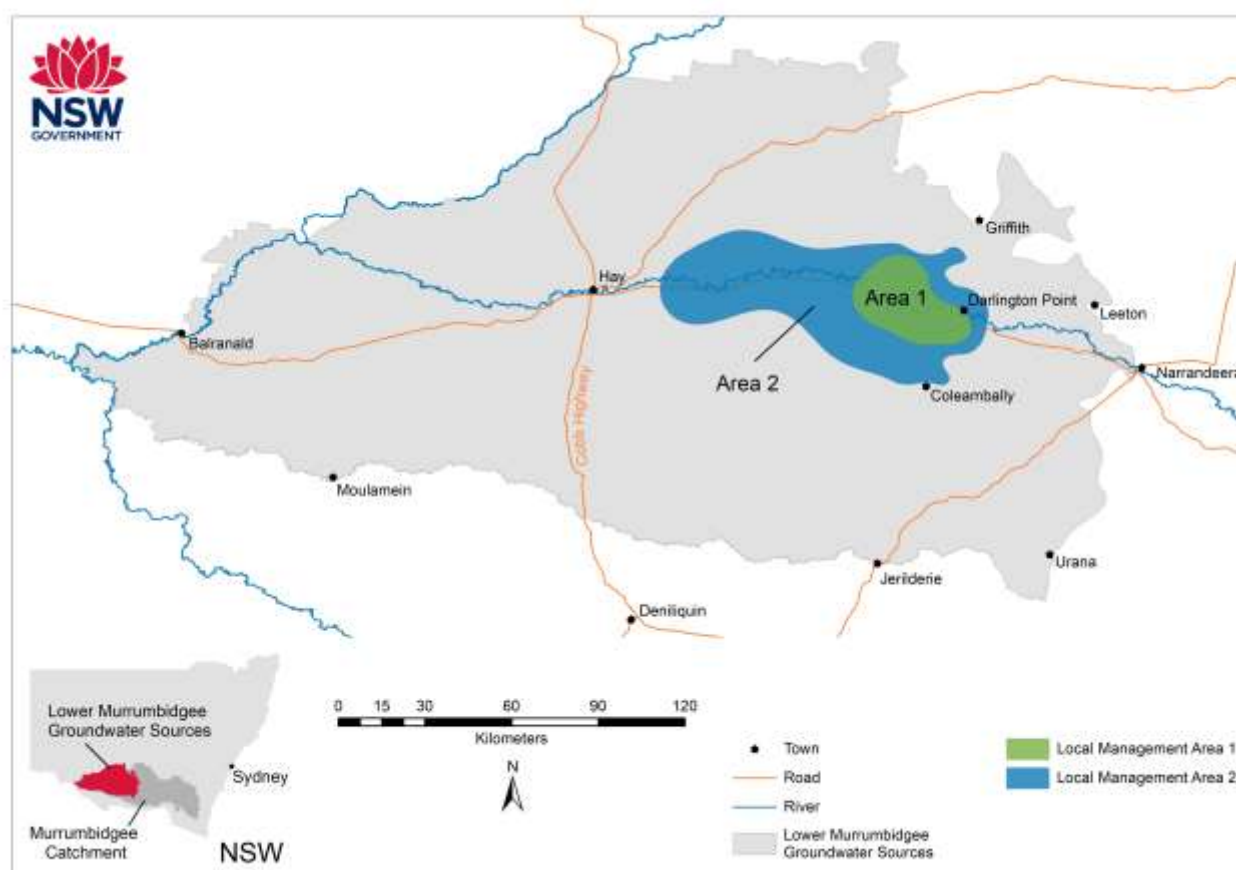 NSW
GOVERNMENT
Griffith
Hay
Area 1
Darlington Point
Leeton
Balranald
Area 2
Narrandeera
Coleambally
Cobb Highway
Moulamein
Urana
Jerilderie
Deniliquin
Lower Murrumbidgee
Groundwater Sources
Sydney
Murrumbidgee
Catchment
NSW
0 15 30 60 90 120
Kilometers
N
Town
Road
River
Lower Murrumbidgee
Groundwater Sources
Local Management Area 1
Local Management Area 2